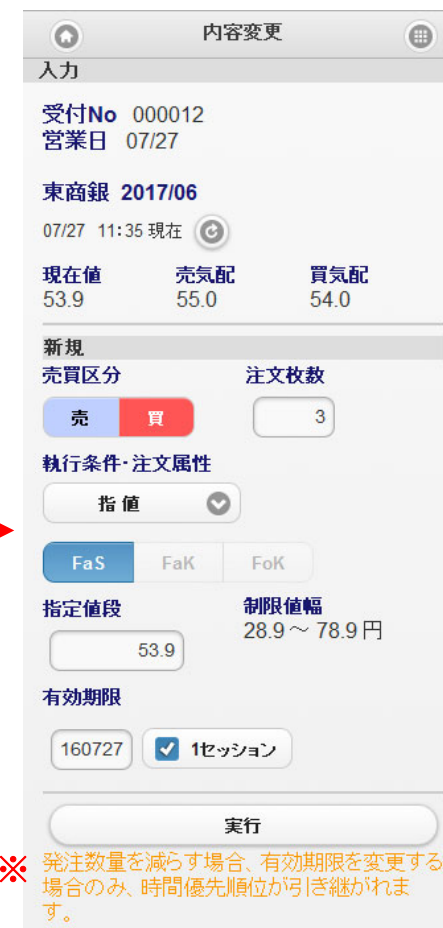 内容変更
入力
受付No 000012
営業日 07/27
東商銀 2017/06
07/27 11:35 現在
現在値 売気配 買気配
53.9 55.0 54.0
新規
売買区分 注文枚数
売 買 3
執行条件・注文属性
指値
FaS FaK FoK
指定値段 制限値幅
53.9 28.9～78.9円
有効期限
160727 1セッション
実行
※ 発注数量を減らす場合、有効期限を変更する
場合のみ、時間優先順位が引き継がれま
す。